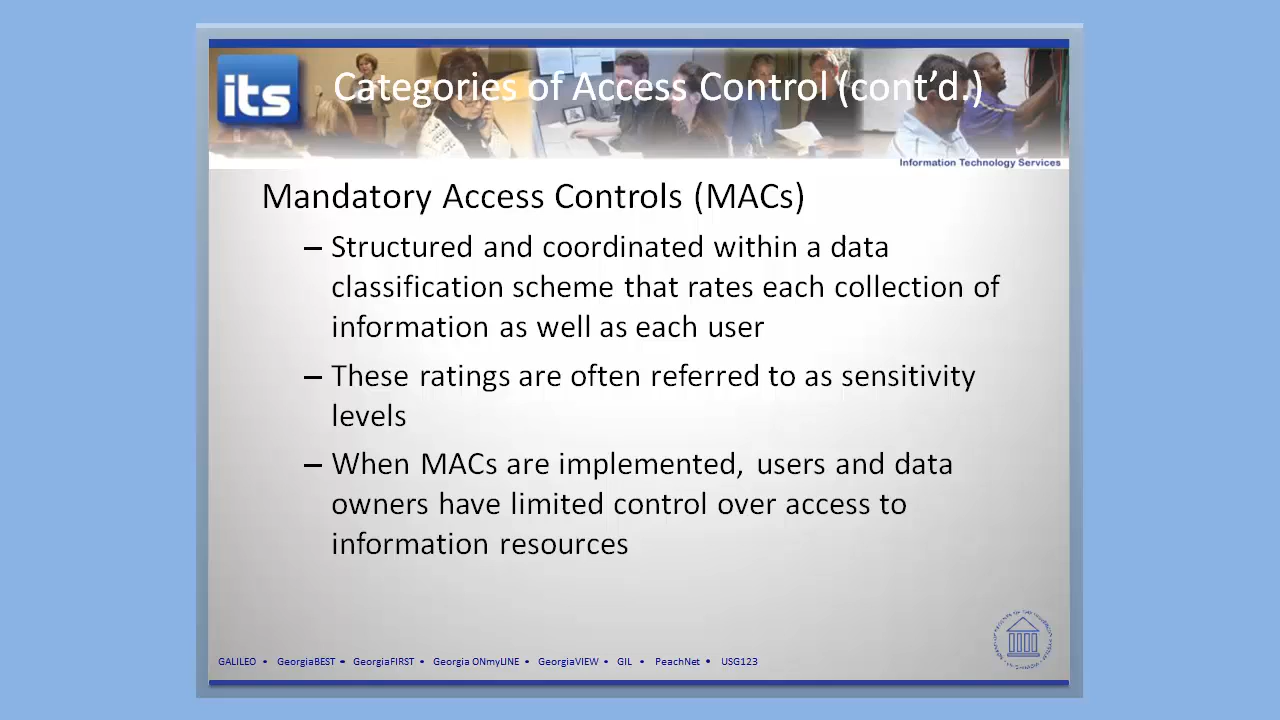 its
Categories of Access Control (cont’d.)
Information Technology Services
Mandatory Access Controls (MACs)
– Structured and coordinated within a data
classification scheme that rates each collection of
information as well as each user
– These ratings are often referred to as sensitivity
levels
– When MACs are implemented, users and data
owners have limited control over access to
information resources
GALILEO • GeorgiaBEST • GeorgiaFIRST • Georgia ONmyLINE • GeorgiaVIEW • GIL • PeachNet • USG123